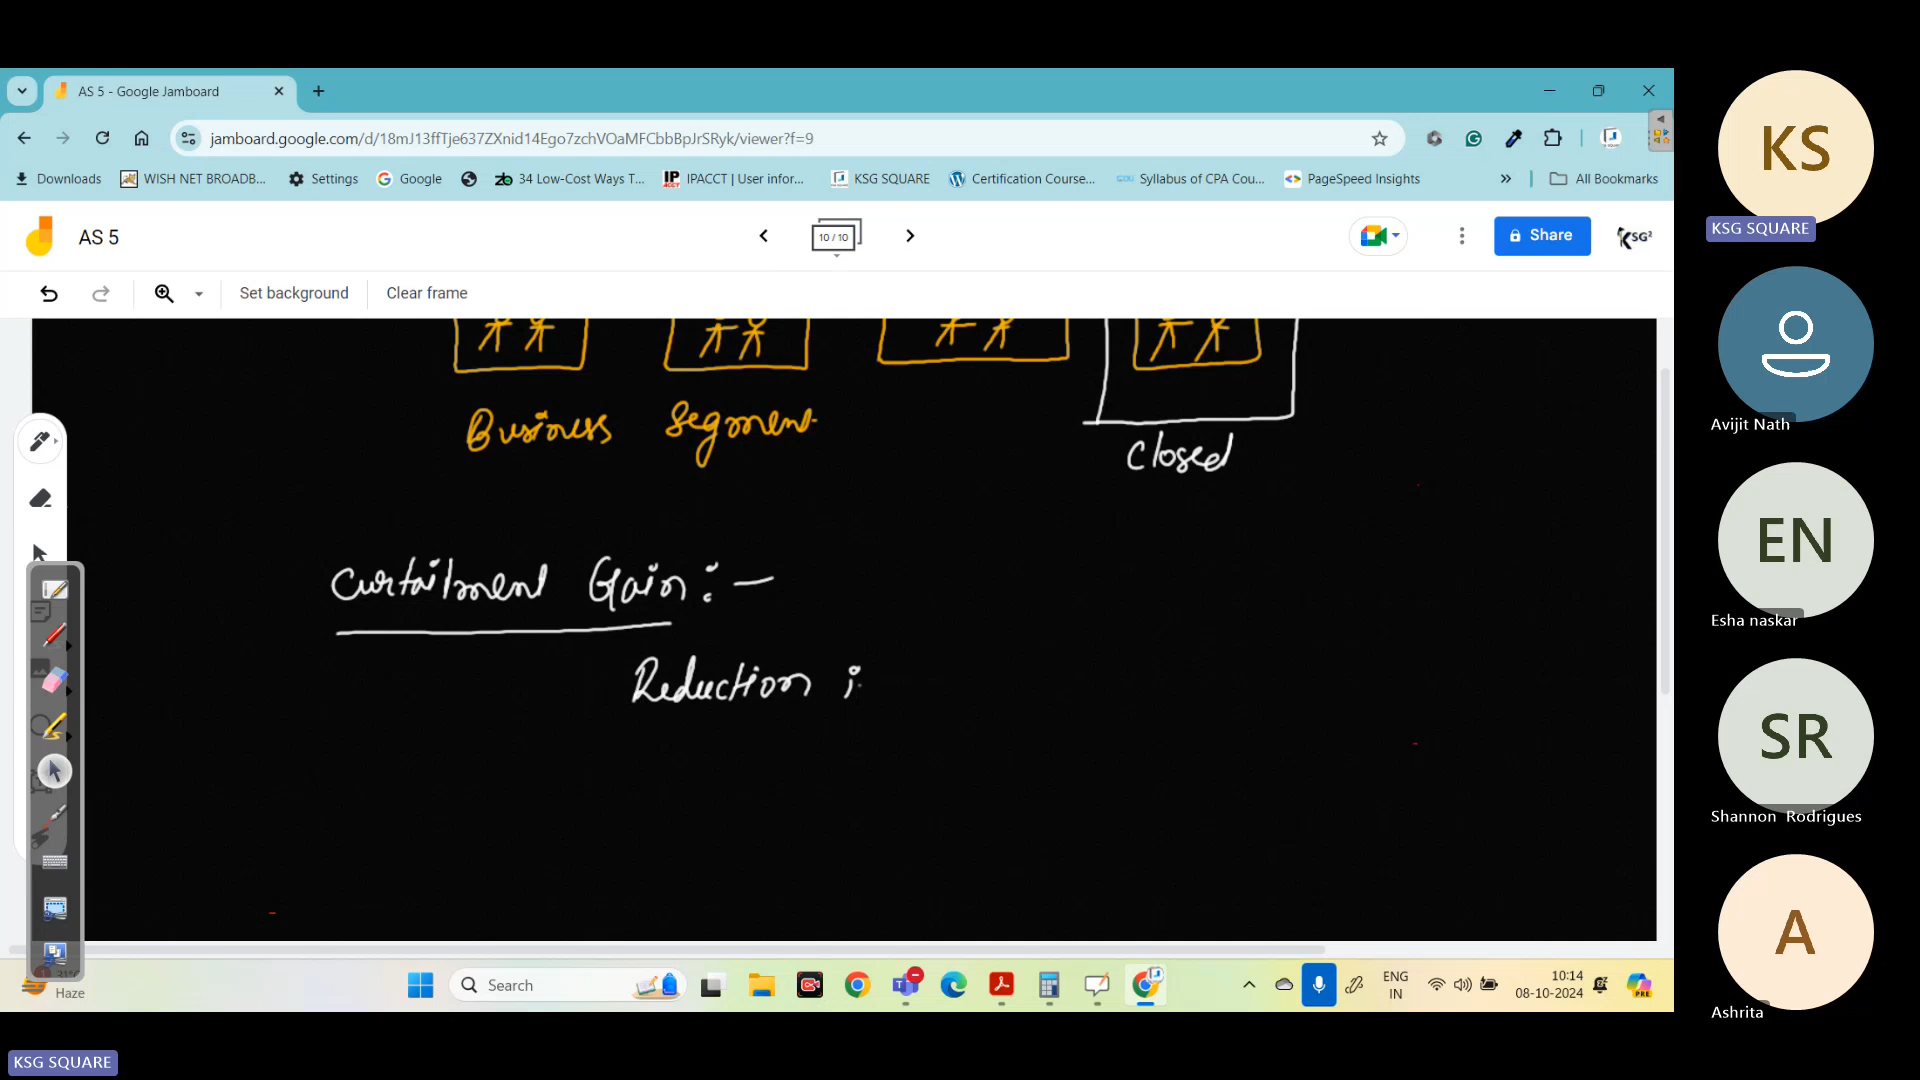 AS 5 - Google Jamboard
jamboard.google.com/d/18mJ13ffTje637ZXnid14Ego7zchVOaMFCbbBpJrSRyk/viewer?f=9
Downloads WISH NET BROADB... Settings Google 34 Low-Cost Ways T... IPACCT | User infor... KSG SQUARE Certification Course... Syllabus of CPA Cou... PageSpeed Insights » All Bookmarks
AS 5
10 / 10
Share
KSG²
Set background Clear frame
Business Segment
Closed
Curtailment Gain :-
Reduction i
KS
KSG SQUARE
Avijit Nath
EN
Esha naskar
SR
Shannon Rodrigues
A
Ashrita
31°C
Haze
Search
ENG
IN
10:14
08-10-2024
PRE
KSG SQUARE